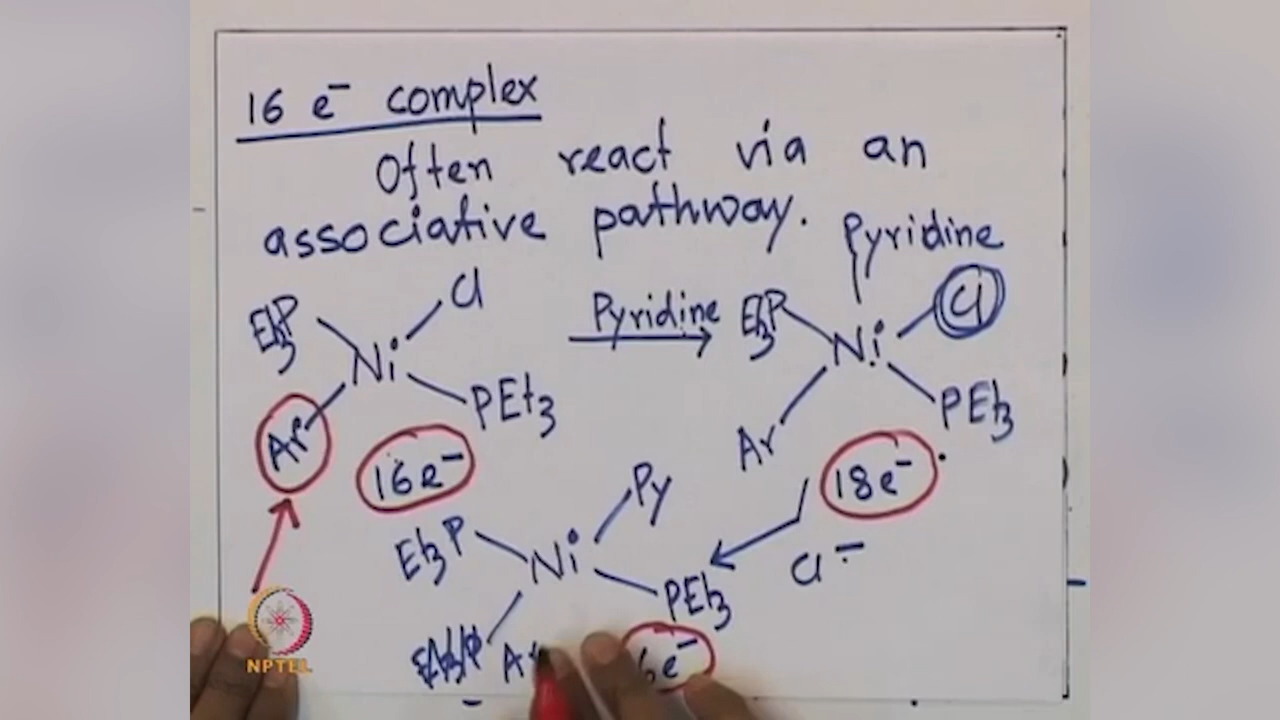 16 e⁻ complex
Often react via an
associative pathway.
Pyridine
Et3P Ni Cl
Ar PEt3
16e⁻
Pyridine
Et3P Ni Cl
Ar PEt3
18e⁻
Cl⁻
Et3P Ni Py
PEt3
Ar
6e⁻
NPTEL